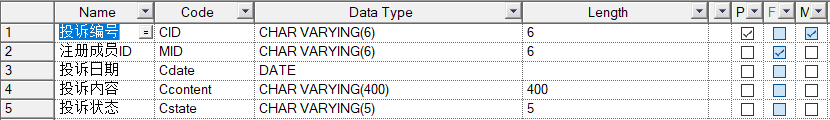 Name Code Data Type Length P F M
1 投诉编号 = CID CHAR VARYING(6) 6
2 注册成员ID MID CHAR VARYING(6) 6
3 投诉日期 Cdate DATE
4 投诉内容 Ccontent CHAR VARYING(400) 400
5 投诉状态 Cstate CHAR VARYING(5) 5